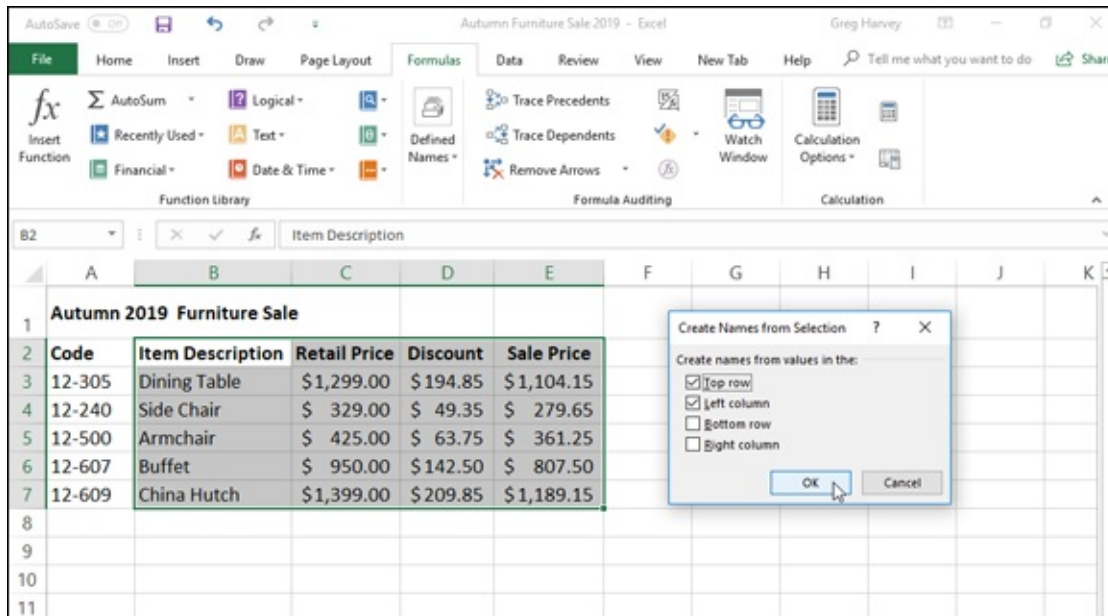 AutoSave Off Autumn Furniture Sale 2019 - Excel Greg Harvey
File Home Insert Draw Page Layout Formulas Data Review View New Tab Help Tell me what you want to do
fx Insert Function
Σ AutoSum
Recently Used
Financial
Logical
Text
Date & Time
Function Library
Defined Names
Trace Precedents
Trace Dependents
Remove Arrows
fx
Formula Auditing
Watch Window
Calculation Options
Calculation
B2 fx Item Description
A B C D E F G H I J K
1 Autumn 2019 Furniture Sale
2 Code Item Description Retail Price Discount Sale Price
3 12-305 Dining Table $1,299.00 $194.85 $1,104.15
4 12-240 Side Chair $ 329.00 $ 49.35 $ 279.65
5 12-500 Armchair $ 425.00 $ 63.75 $ 361.25
6 12-607 Buffet $ 950.00 $142.50 $ 807.50
7 12-609 China Hutch $1,399.00 $209.85 $1,189.15
8
9
10
11
Create Names from Selection ? ×
Create names from values in the:
Top row
Left column
Bottom row
Right column
OK Cancel